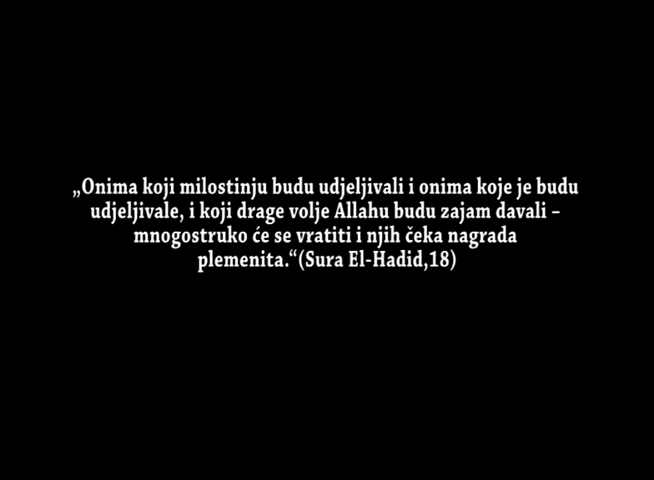 „Onima koji milostinju budu udjeljivali i onima koje je budu
udjeljivale, i koji drage volje Allahu budu zajam davali –
mnogostruko će se vratiti i njih čeka nagrada
plemenita.“(Sura El-Hadid,18)